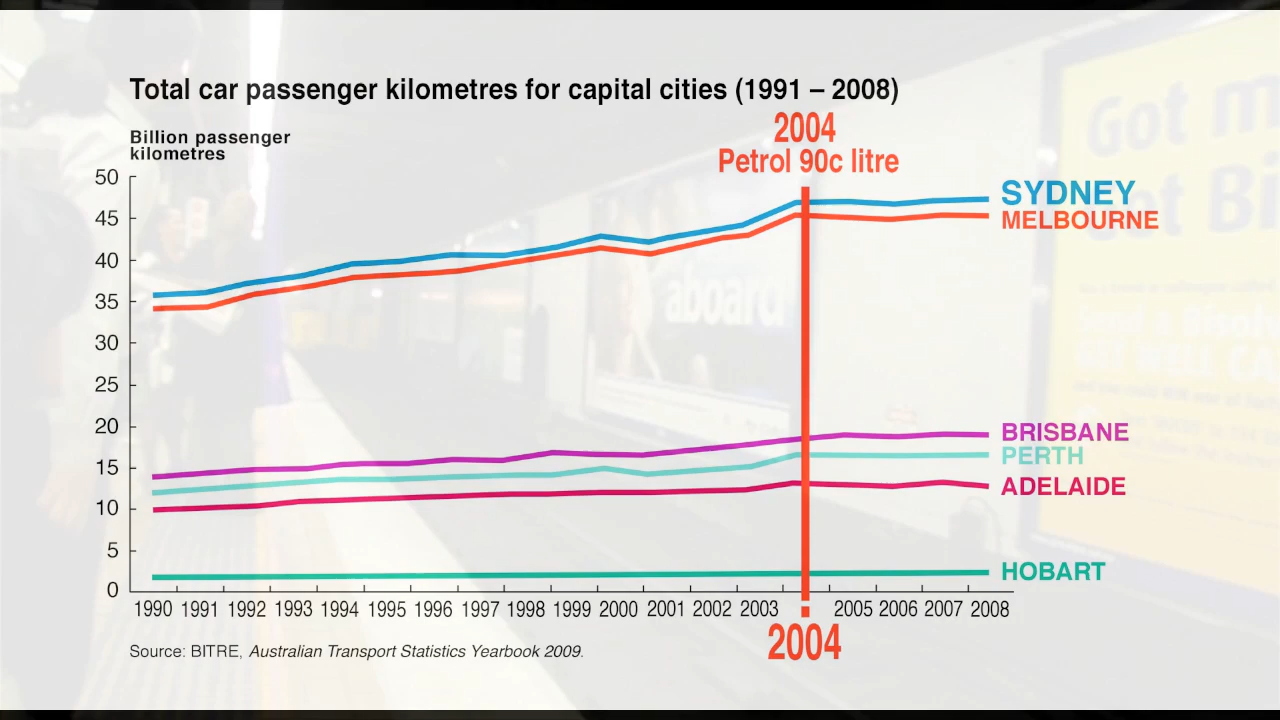 Total car passenger kilometres for capital cities (1991 – 2008)
Billion passenger
kilometres
2004
Petrol 90c litre
50
45
40
35
30
25
20
15
10
5
0
SYDNEY
MELBOURNE
BRISBANE
PERTH
ADELAIDE
HOBART
1990 1991 1992 1993 1994 1995 1996 1997 1998 1999 2000 2001 2002 2003 2005 2006 2007 2008
2004
Source: BITRE, Australian Transport Statistics Yearbook 2009.
aboard
Got